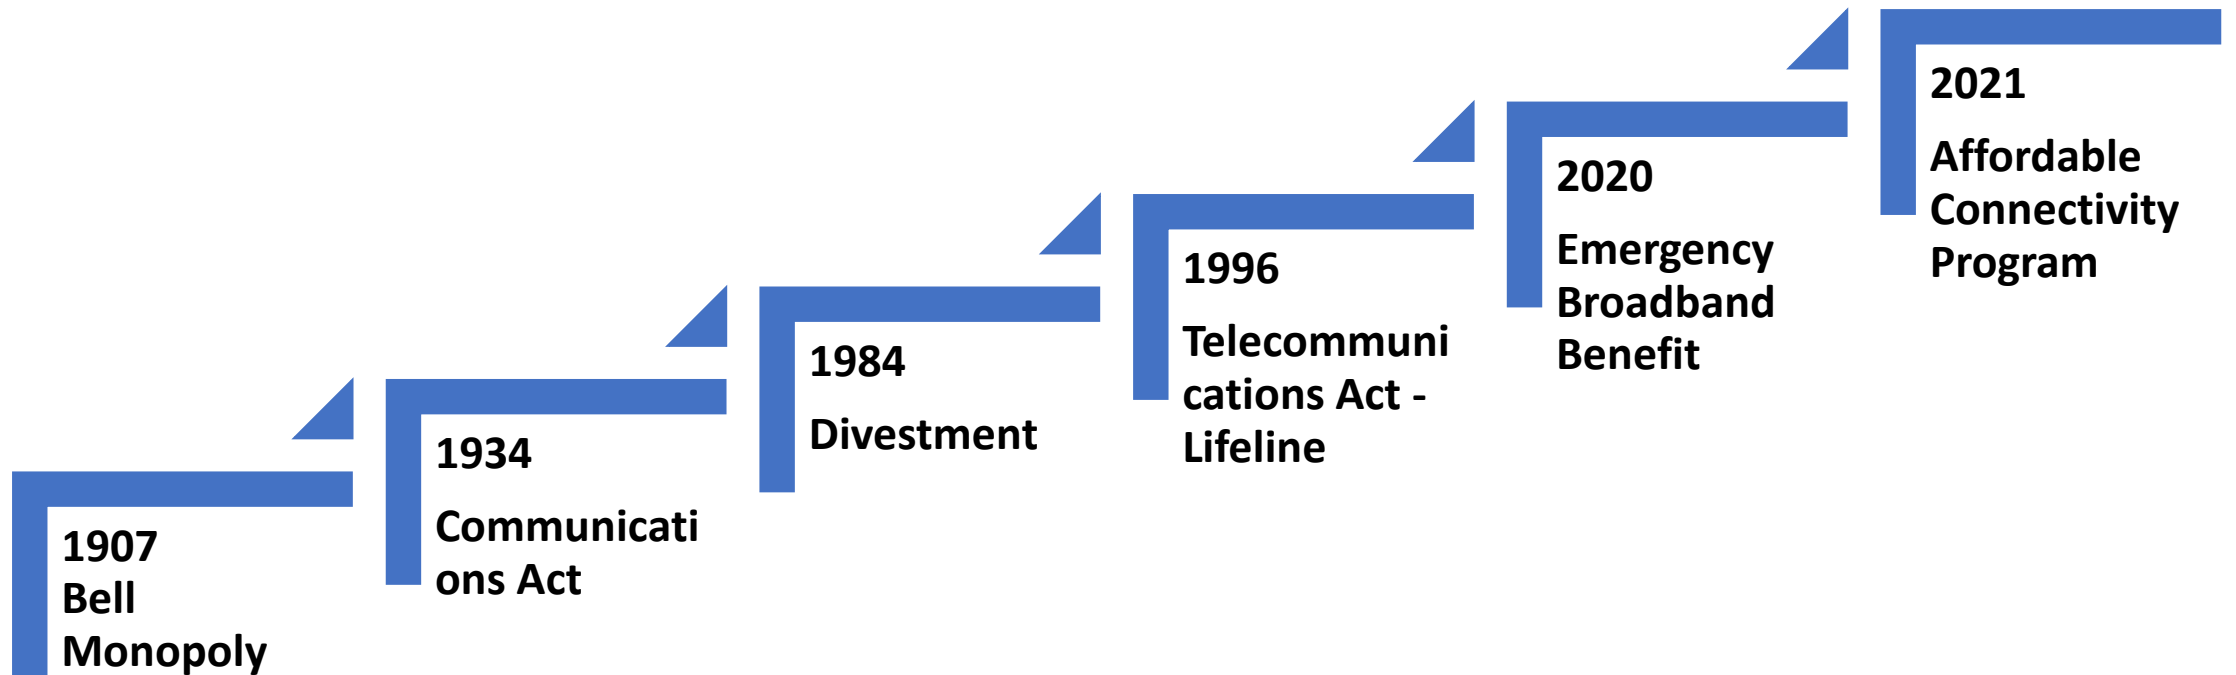 1907
Bell
Monopoly
1934
Communicati
ons Act
1984
Divestment
1996
Telecommuni
cations Act -
Lifeline
2020
Emergency
Broadband
Benefit
2021
Affordable
Connectivity
Program